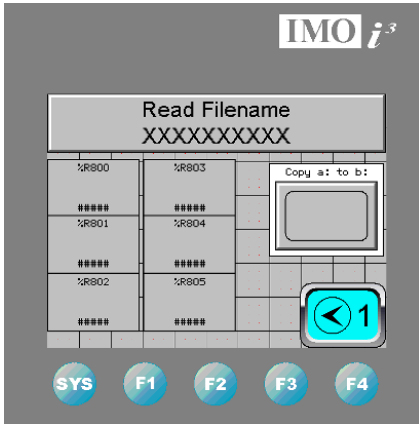 IMO i³
Read Filename
XXXXXXXXXX
%R800
#####
%R803
#####
Copy a: to b:
%R801
#####
%R804
#####
%R802
#####
%R805
#####
1
SYS F1 F2 F3 F4